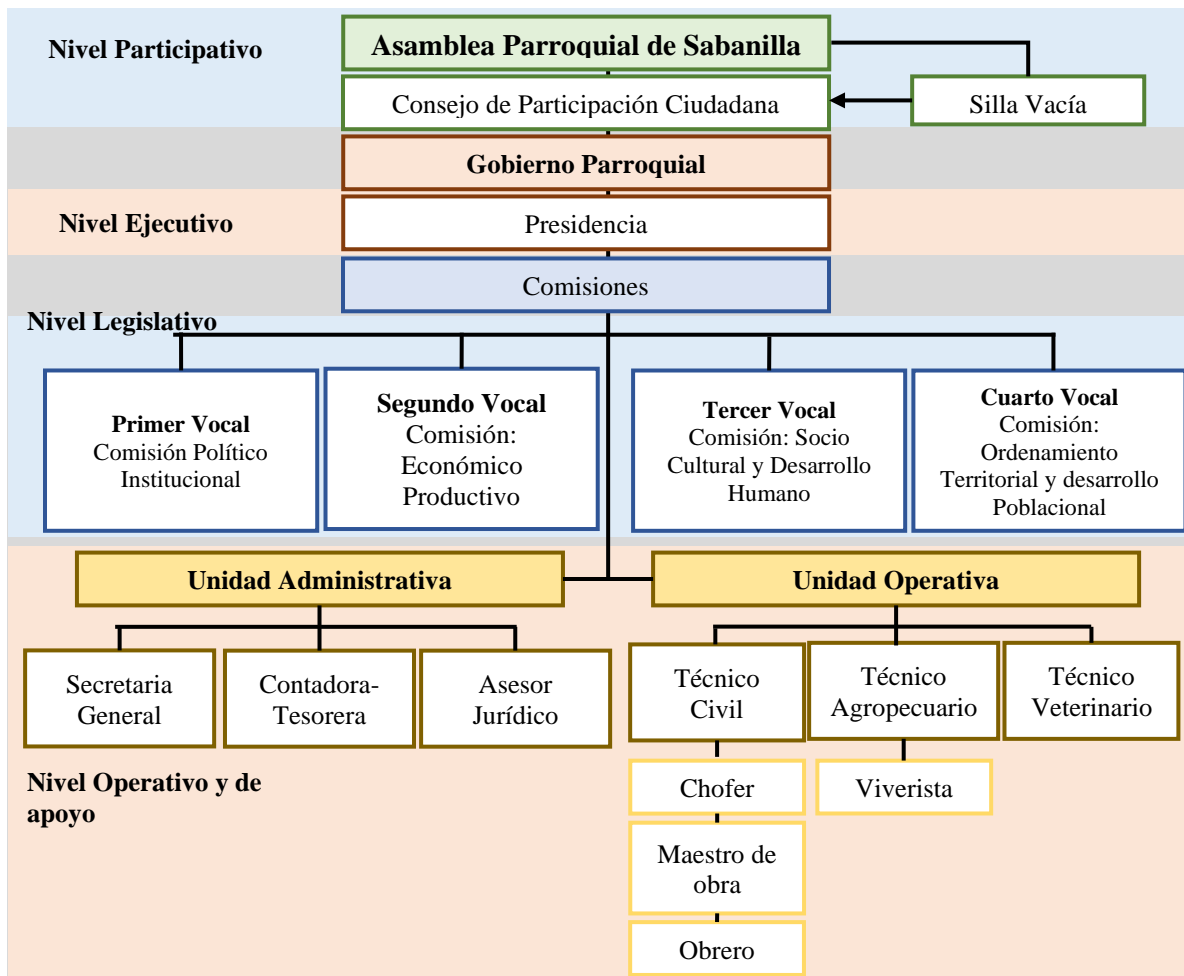 Nivel Participativo
Asamblea Parroquial de Sabanilla
Consejo de Participación Ciudadana
Silla Vacía
Gobierno Parroquial
Nivel Ejecutivo
Presidencia
Comisiones
Nivel Legislativo
Primer Vocal
Comisión Político
Institucional
Segundo Vocal
Comisión:
Económico
Productivo
Tercer Vocal
Comisión: Socio
Cultural y Desarrollo
Humano
Cuarto Vocal
Comisión:
Ordenamiento
Territorial y desarrollo
Poblacional
Unidad Administrativa
Unidad Operativa
Secretaria
General
Contadora-
Tesorera
Asesor
Jurídico
Técnico
Civil
Técnico
Agropecuario
Técnico
Veterinario
Nivel Operativo y de
apoyo
Chofer
Viverista
Maestro de
obra
Obrero